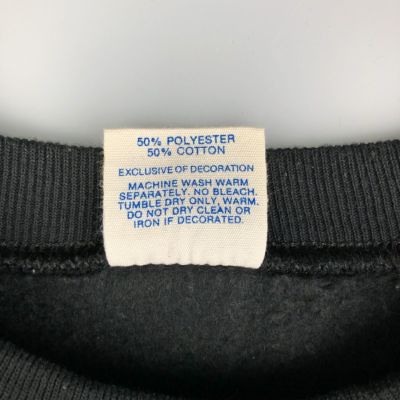 50% POLYESTER
50% COTTON
EXCLUSIVE OF DECORATION
MACHINE WASH WARM
SEPARATELY. NO BLEACH.
TUMBLE DRY ONLY, WARM.
DO NOT DRY CLEAN OR
IRON IF DECORATED.